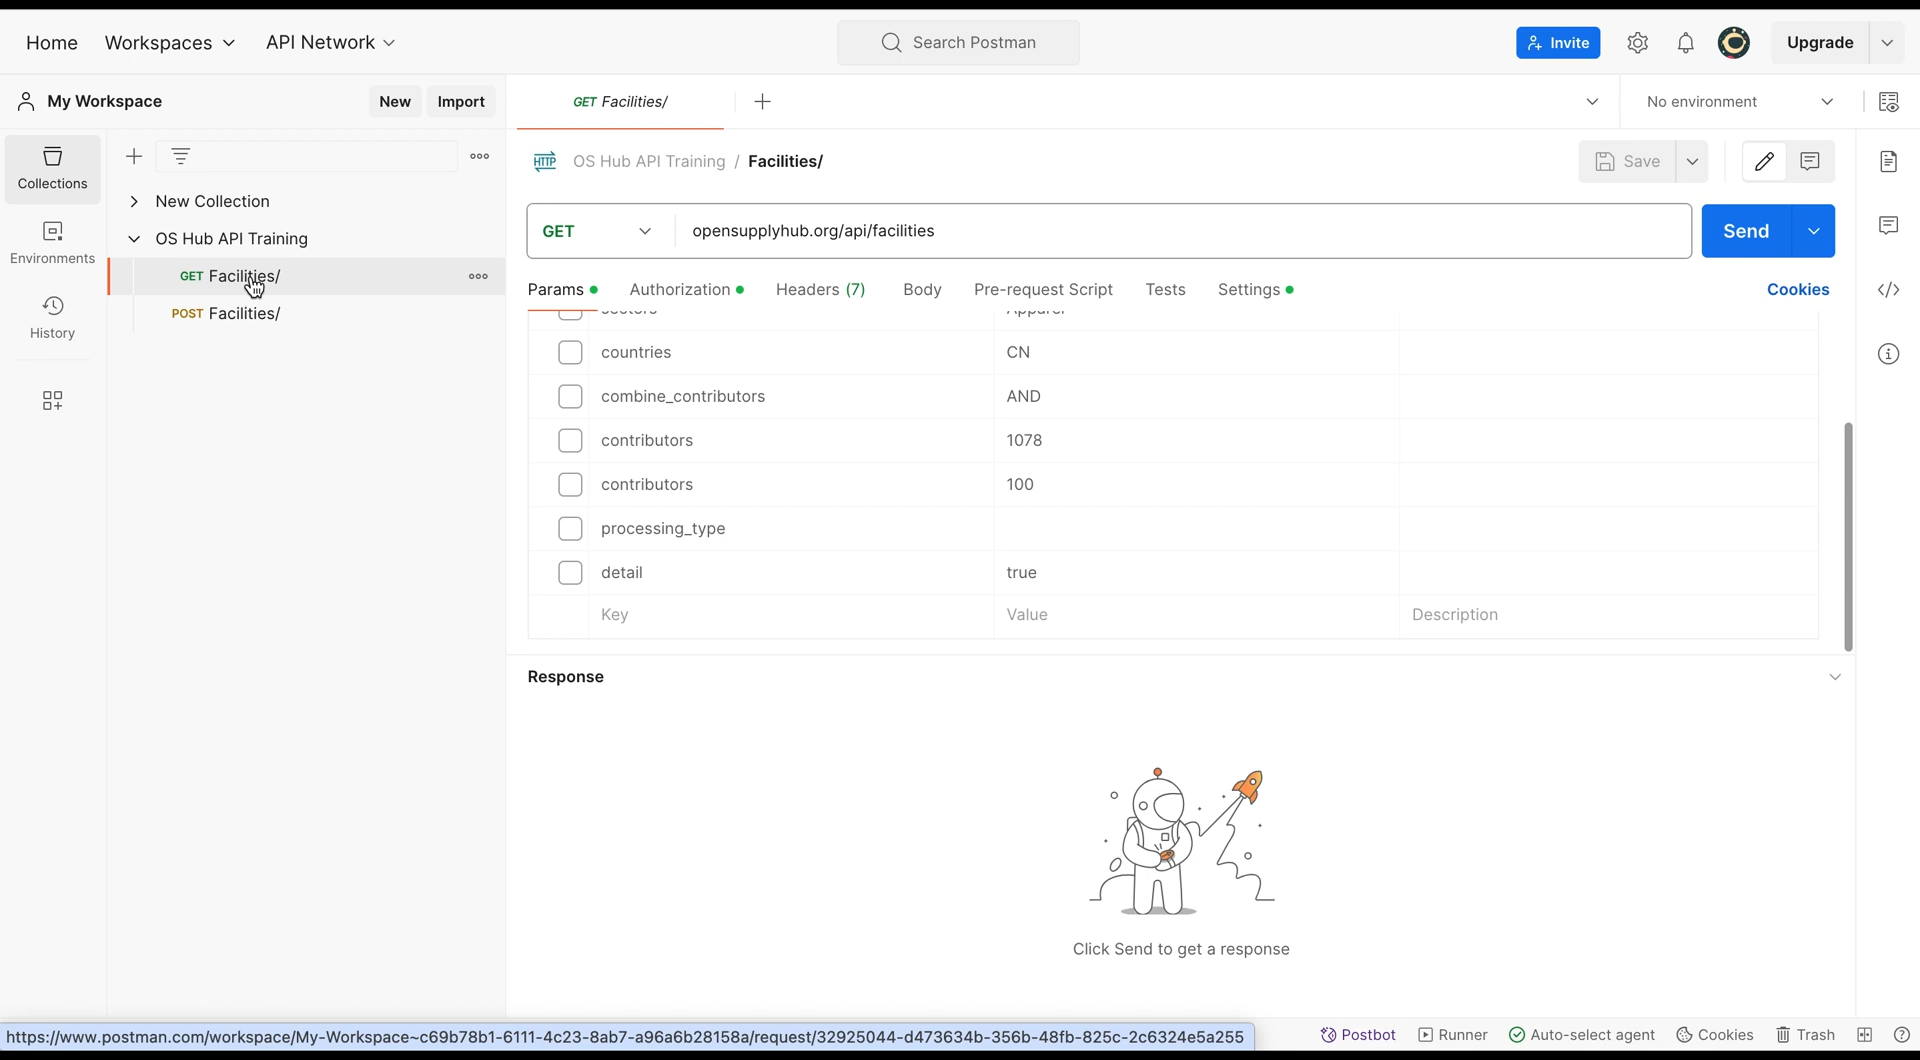 Home
Workspaces
API Network
Search Postman
Invite
Upgrade
My Workspace
New
Import
GET Facilities/
No environment
Collections
Environments
History
New Collection
OS Hub API Training
GET Facilities/
POST Facilities/
HTTP
OS Hub API Training / Facilities/
Save
GET
opensupplyhub.org/api/facilities
Send
Params
Authorization
Headers (7)
Body
Pre-request Script
Tests
Settings
Cookies
sectors Apparel
countries CN
combine_contributors AND
contributors 1078
contributors 100
processing_type
detail true
Key Value Description
Response
Click Send to get a response
https://www.postman.com/workspace/My-Workspace~c69b78b1-6111-4c23-8ab7-a96a6b28158a/request/32925044-d473634b-356b-48fb-825c-2c6324e5a255
Postbot
Runner
Auto-select agent
Cookies
Trash